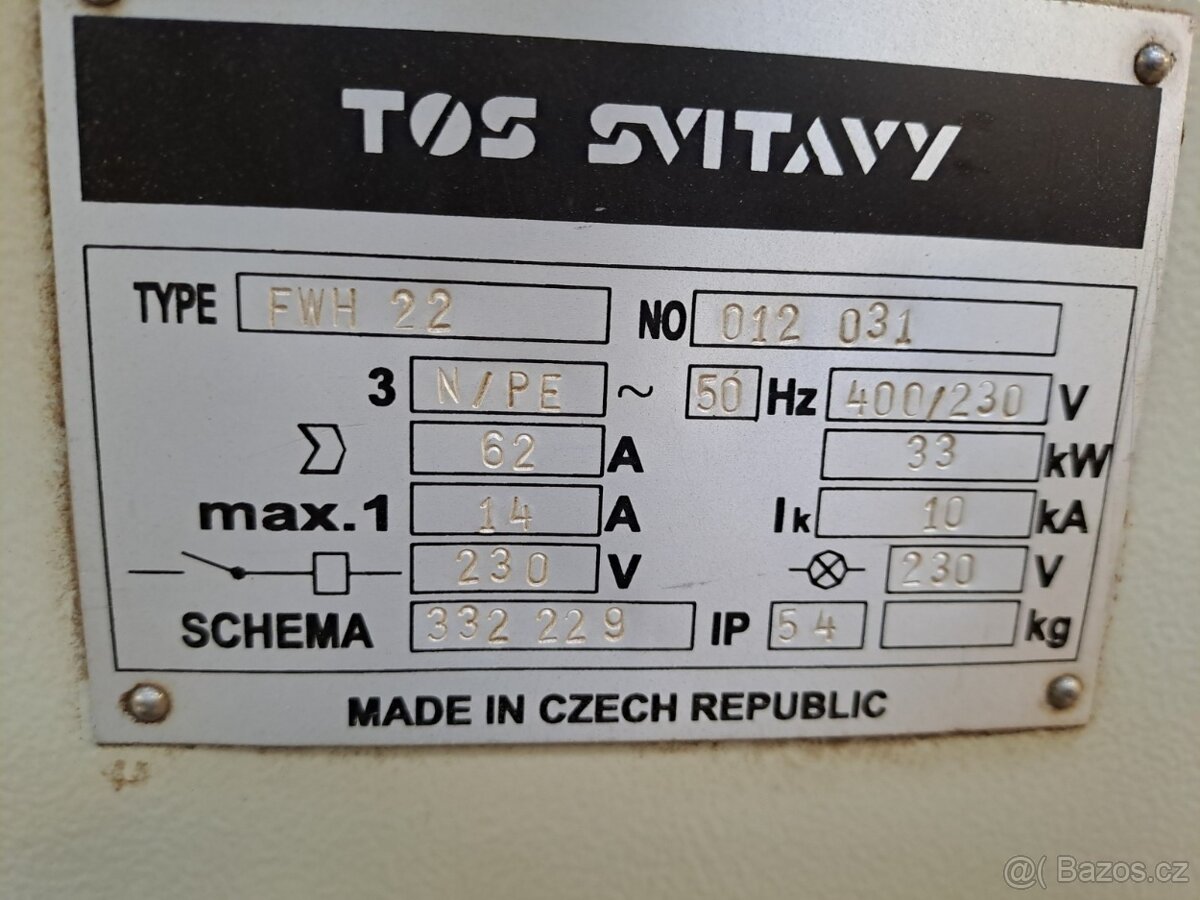 TOS SVITAVY
TYPE FWH 22 NO 012 031
3 N/PE ~ 50 Hz 400/230 V
Σ 62 A 33 kW
max.1 14 A Ik 10 kA
230 V 230 V
SCHEMA 332 229 IP 54 kg
MADE IN CZECH REPUBLIC
@( Bazos.cz